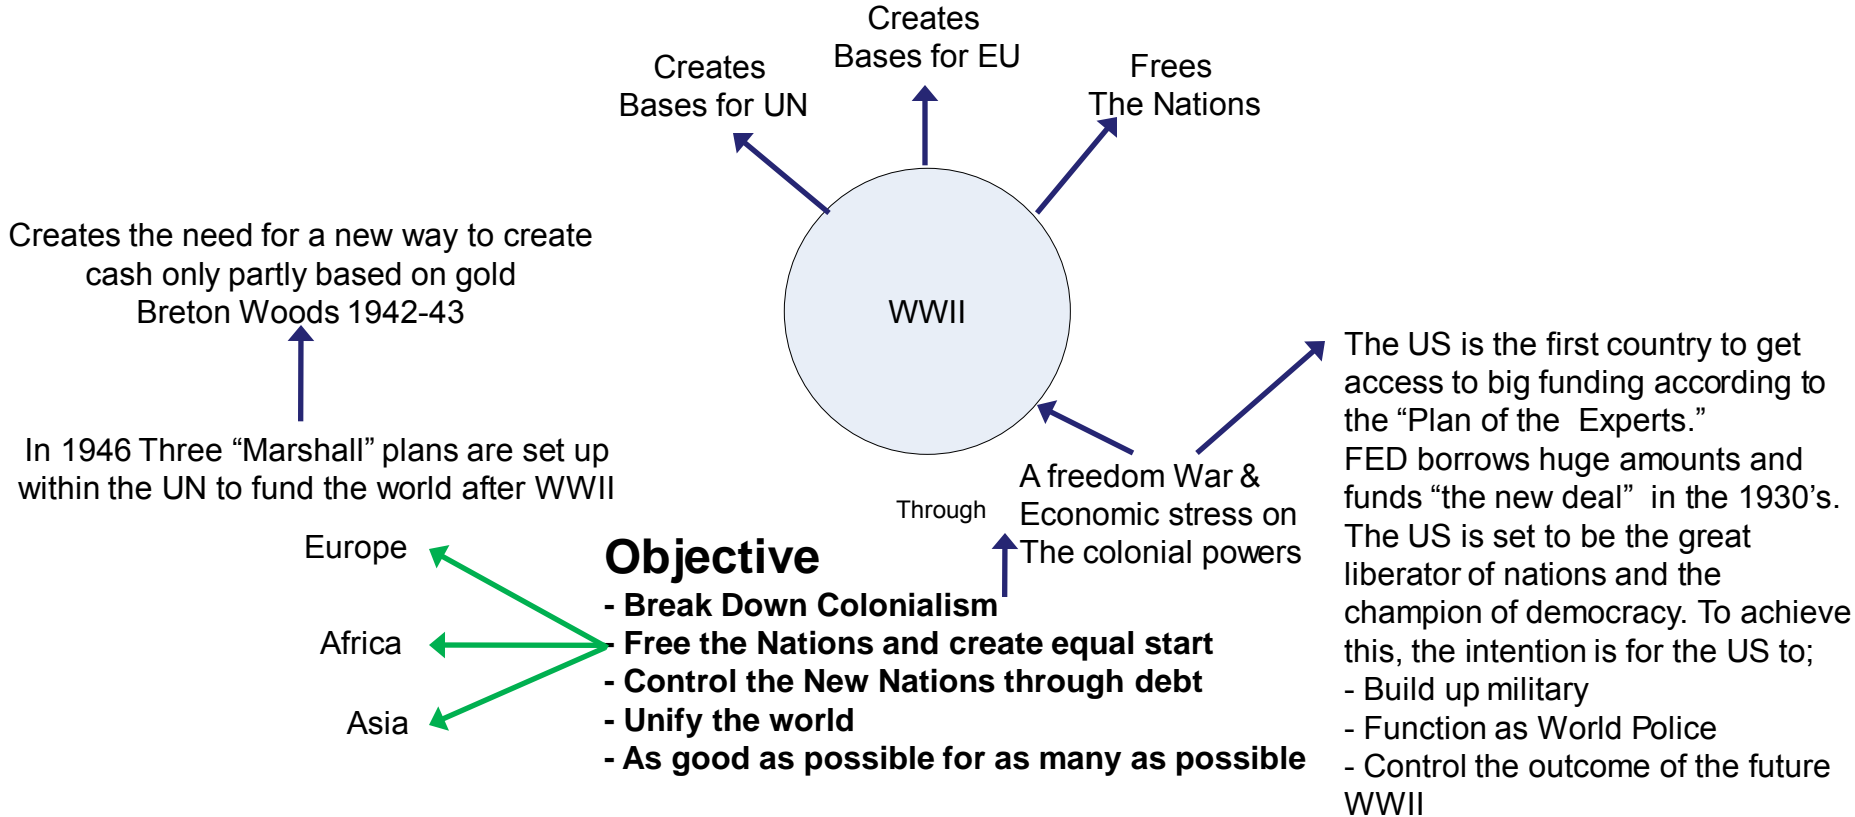 Creates
Bases for EU
Creates
Bases for UN
Frees
The Nations
Creates the need for a new way to create
cash only partly based on gold
Breton Woods 1942-43
WWII
In 1946 Three “Marshall” plans are set up
within the UN to fund the world after WWII
Europe
Africa
Asia
Through
A freedom War &
Economic stress on
The colonial powers
Objective
- Break Down Colonialism
- Free the Nations and create equal start
- Control the New Nations through debt
- Unify the world
- As good as possible for as many as possible
The US is the first country to get
access to big funding according to
the “Plan of the Experts.”
FED borrows huge amounts and
funds “the new deal” in the 1930’s.
The US is set to be the great
liberator of nations and the
champion of democracy. To achieve
this, the intention is for the US to;
- Build up military
- Function as World Police
- Control the outcome of the future
WWII